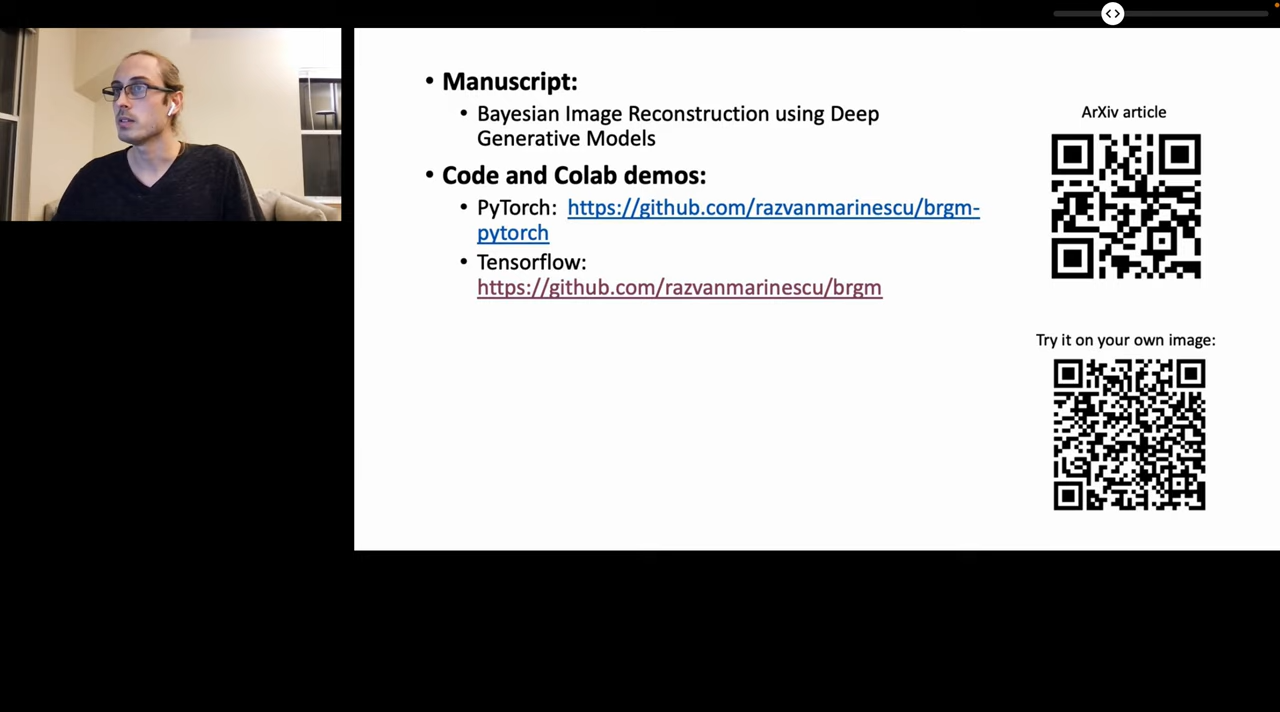 • Manuscript:
• Bayesian Image Reconstruction using Deep
Generative Models
• Code and Colab demos:
• PyTorch: https://github.com/razvanmarinescu/brgm-
pytorch
• Tensorflow:
https://github.com/razvanmarinescu/brgm
ArXiv article
Try it on your own image: